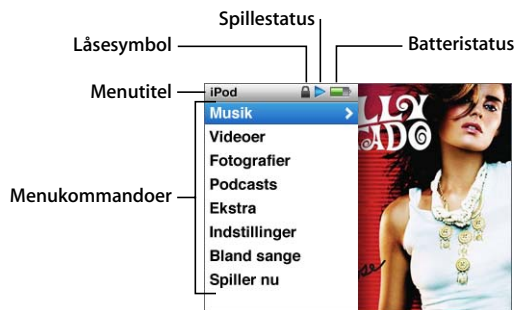 Spillestatus
Låsesymbol
Batteristatus
Menutitel
iPod
Musik
Videoer
Fotografier
Podcasts
Menukommandoer
Ekstra
Indstillinger
Bland sange
Spiller nu